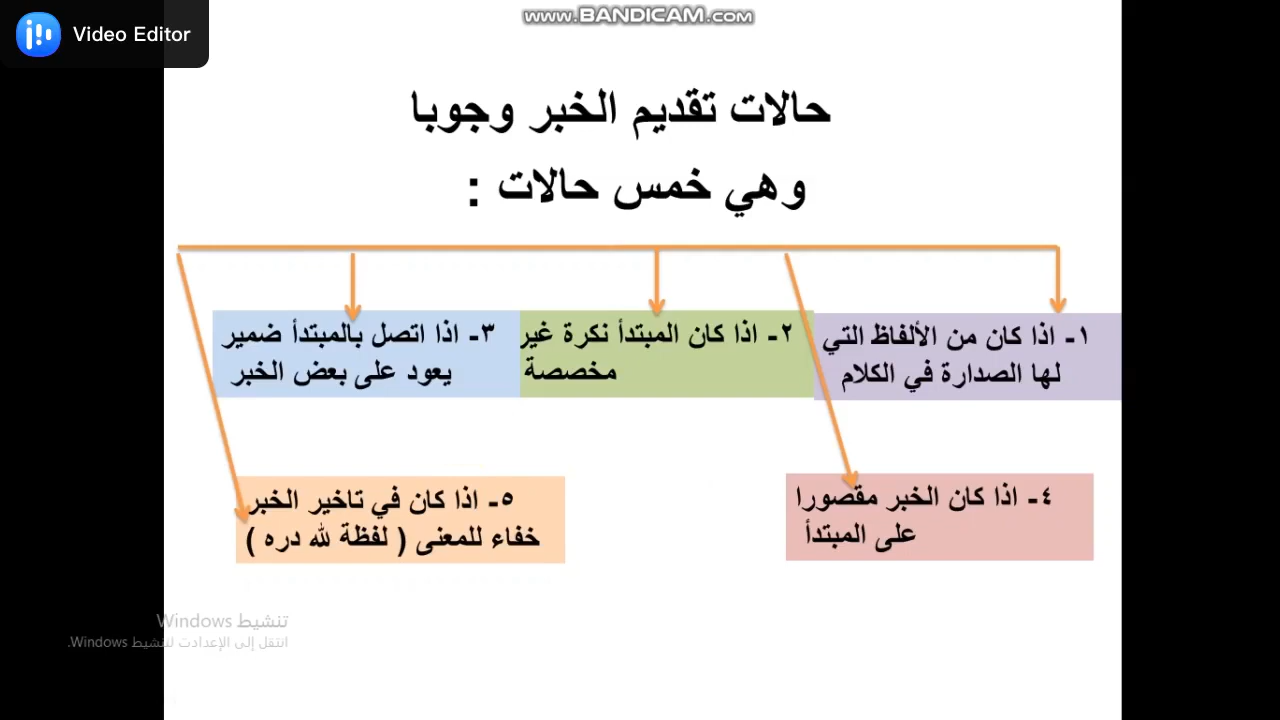 www.BANDICAM.com
Video Editor
حالات تقديم الخبر وجوبا
وهي خمس حالات :
١- اذا كان من الألفاظ التي
لها الصدارة في الكلام
٢- اذا كان المبتدأ نكرة غير
مخصصة
٣- اذا اتصل بالمبتدأ ضمير
يعود على بعض الخبر
٤- اذا كان الخبر مقصورا
على المبتدأ
٥- اذا كان في تاخير الخبر
خفاء للمعنى ( لفظة لله دره )
تنشيط Windows
انتقل إلى الإعدادت لتنشيط Windows.